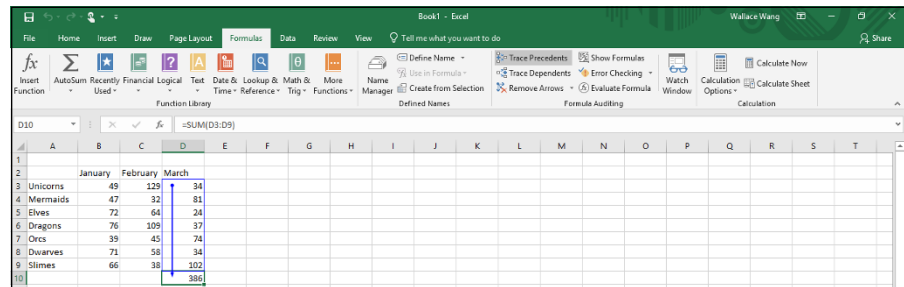 Book1 - Excel Wallace Wang
File Home Insert Draw Page Layout Formulas Data Review View Tell me what you want to do Share
fx Σ ? A θ ...
Insert Function
AutoSum
Recently Used
Financial
Logical
Text
Date & Time
Lookup & Reference
Math & Trig
More Functions
Function Library
Name Manager
Define Name
Use in Formula
Create from Selection
Defined Names
Trace Precedents
Trace Dependents
Remove Arrows
Show Formulas
Error Checking
Evaluate Formula
Formula Auditing
Watch Window
Calculation Options
Calculate Now
Calculate Sheet
Calculation
D10 fx =SUM(D3:D9)
A B C D E F G H I J K L M N O P Q R S T
1
2 January February March
3 Unicorns 49 129 34
4 Mermaids 47 32 81
5 Elves 72 64 24
6 Dragons 76 109 37
7 Orcs 39 45 74
8 Dwarves 71 58 34
9 Slimes 66 38 102
10 386